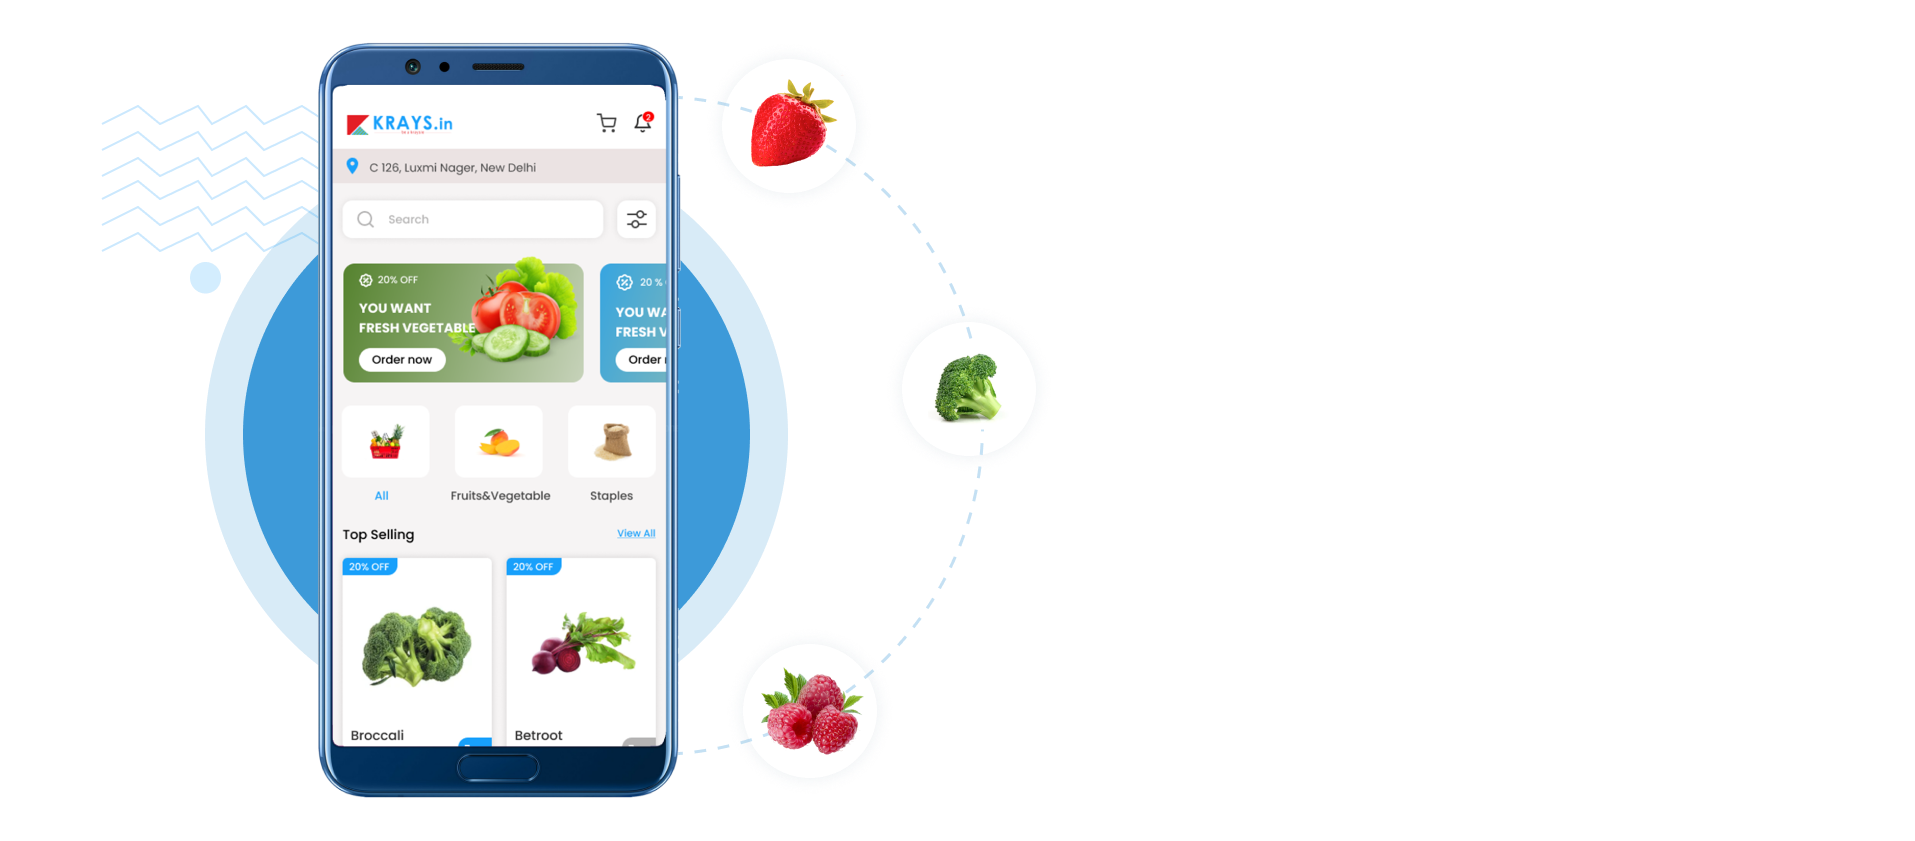 KRAYS.in
2
C 126, Luxmi Nager, New Delhi
Search
20% OFF
YOU WANT
FRESH VEGETABLE
Order now
20 %
YOU WA
FRESH V
Order
All
Fruits&Vegetable
Staples
Top Selling
View All
20% OFF
20% OFF
Broccali
Betroot